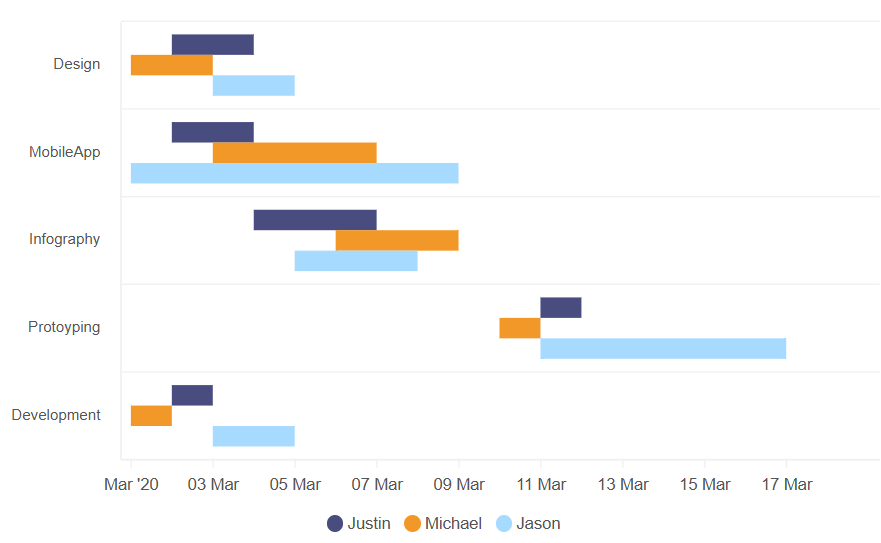 Design
MobileApp
Infography
Protoyping
Development
Mar '20 03 Mar 05 Mar 07 Mar 09 Mar 11 Mar 13 Mar 15 Mar 17 Mar
Justin Michael Jason